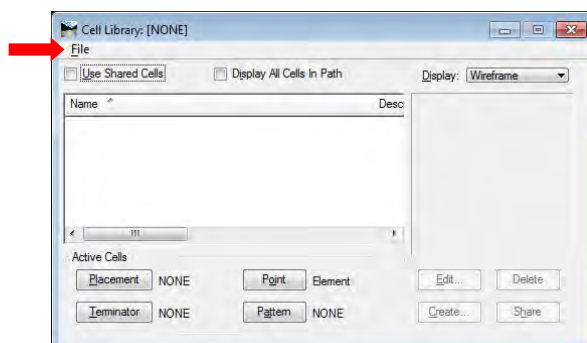 Cell Library: [NONE]
File
Use Shared Cells Display All Cells In Path Display: Wireframe
Name Desc
Active Cells
Placement NONE Point Element Edit... Delete
Terminator NONE Pattern NONE Create... Share